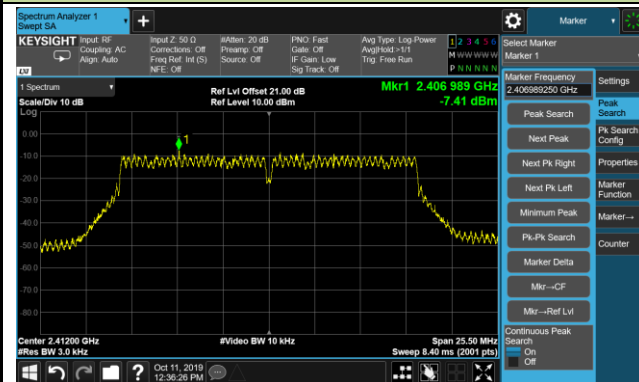 Spectrum Analyzer 1
Swept SA
Marker
KEYSIGHT
Input: RF
Coupling: AC
Align: Auto
Input Z: 50 Ω
Corrections: Off
Freq Ref: Int (S)
NFE: Off
#Atten: 20 dB
Preamp: Off
Source: Off
PNO: Fast
Gate: Off
IF Gain: Low
Sig Track: Off
Avg Type: Log-Power
Avg|Hold:>1/1
Trig: Free Run
1 2 3 4 5 6
M W W W W W
P N N N N N
Select Marker
Marker 1
LXI
1 Spectrum
Scale/Div 10 dB
Log
Ref Lvl Offset 21.00 dB
Ref Level 10.00 dBm
Mkr1 2.406 989 GHz
-7.41 dBm
Marker Frequency
2.406989250 GHz
Peak Search
Next Peak
Next Pk Right
Next Pk Left
Minimum Peak
Pk-Pk Search
Marker Delta
Mkr→CF
Mkr→Ref Lvl
Continuous Peak
Search
On
Off
Settings
Peak
Search
Pk Search
Config
Properties
Marker
Function
Marker→
Counter
1
0.00
-10.0
-20.0
-30.0
-40.0
-50.0
-60.0
-70.0
-80.0
Center 2.41200 GHz
#Res BW 3.0 kHz
#Video BW 10 kHz
Span 25.50 MHz
Sweep 8.40 ms (2001 pts)
Oct 11, 2019
12:36:26 PM